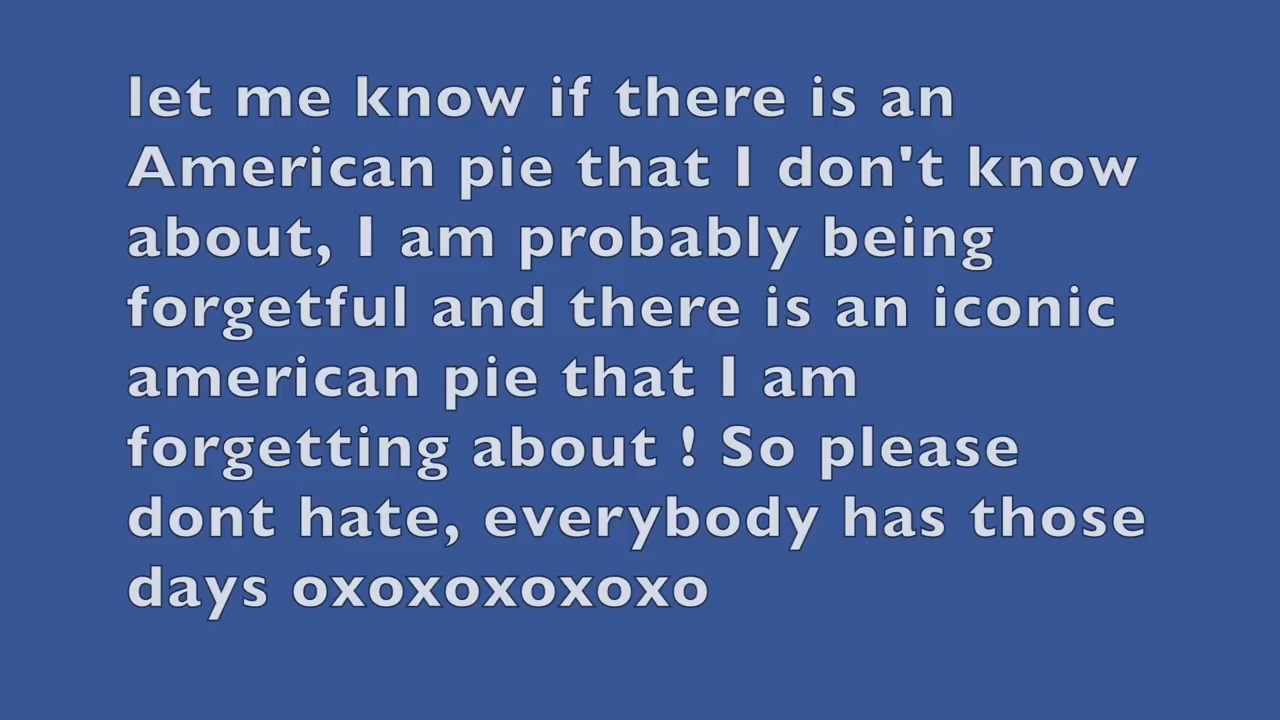 let me know if there is an
American pie that I don't know
about, I am probably being
forgetful and there is an iconic
american pie that I am
forgetting about ! So please
dont hate, everybody has those
days oxoxoxoxoxo